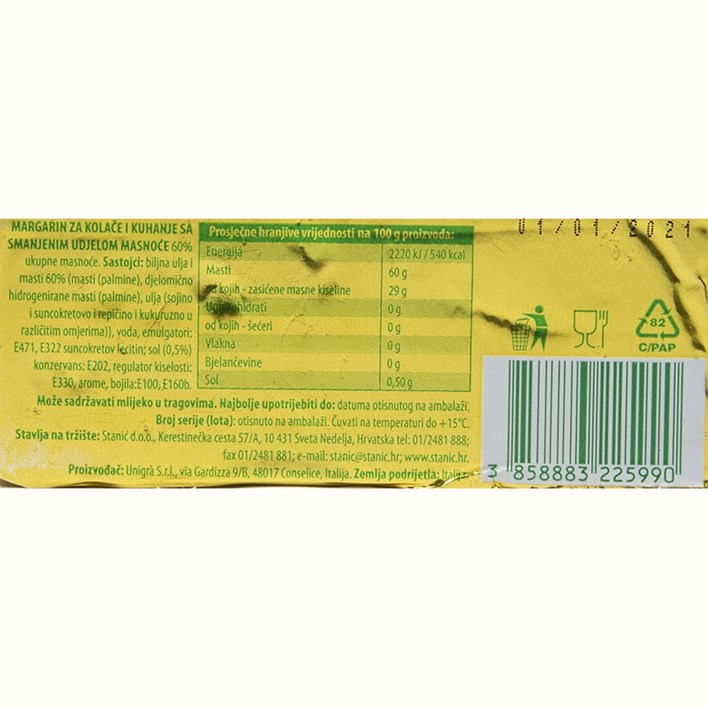 MARGARIN ZA KOLAČE I KUHANJE SA
SMANJENIM UDJELOM MASNOĆE 60%
ukupne masnoće. Sastojci: biljna ulja i
masti 60% (masti (palmine), djelomično
hidrogenirane masti (palmine), ulja (sojino
i suncokretovo i repičino i kukuruzno u
različitim omjerima)), voda, emulgatori:
E471, E322 suncokretov lecitin; sol (0,5%)
konzervans: E202, regulator kiselosti:
E330, arome, bojila:E100, E160b.
Prosječne hranjive vrijednosti na 100 g proizvoda:
Energija 2220 kJ / 540 kcal
Masti 60 g
od kojih - zasićene masne kiseline 29 g
Ugljikohidrati 0 g
od kojih - šećeri 0 g
Vlakna 0 g
Bjelančevine 0 g
Sol 0,50 g
Može sadržavati mlijeko u tragovima. Najbolje upotrijebiti do: datuma otisnutog na ambalaži.
Broj serije (lota): otisnuto na ambalaži. Čuvati na temperaturi do +15°C.
Stavlja na tržište: Stanić d.o.o., Kerestinečka cesta 57/A, 10 431 Sveta Nedelja, Hrvatska tel: 01/2481 888;
fax 01/2481 881; e-mail: stanic@stanic.hr; www.stanic.hr.
Proizvođač: Unigrà S.r.l., via Gardizza 9/B, 48017 Conselice, Italija. Zemlja podrijetla: Italija.
01/01/2021
82
C/PAP
3 858883 225990